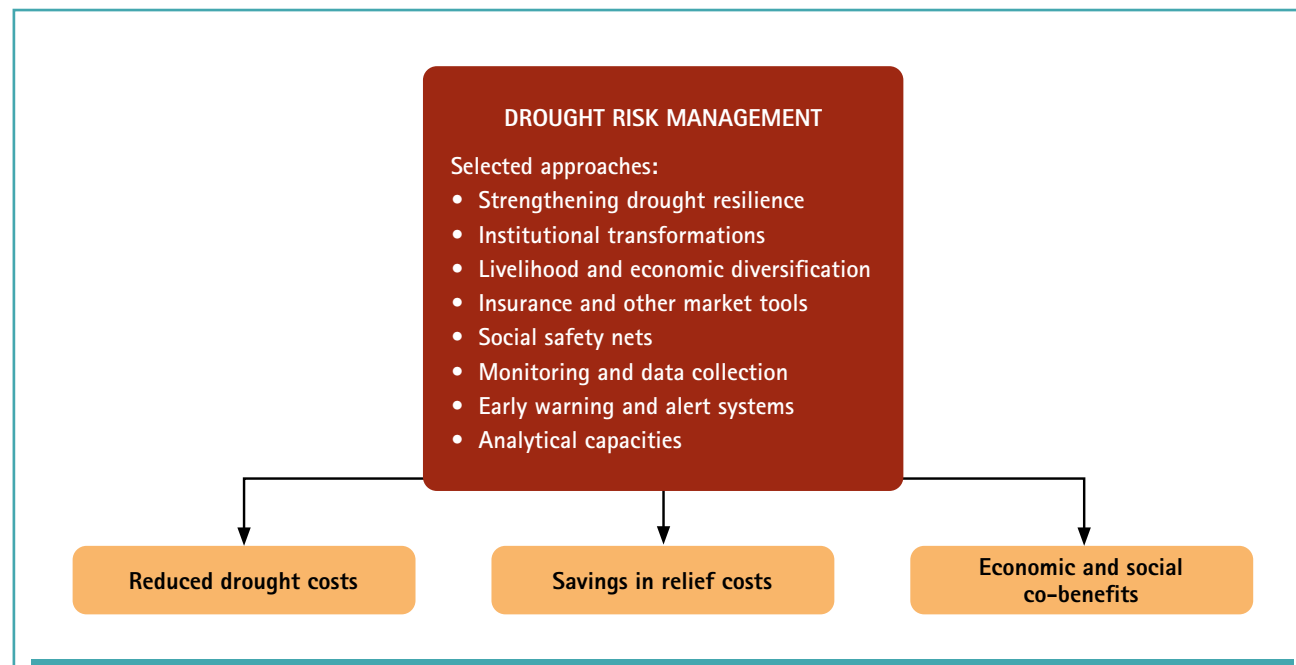 DROUGHT RISK MANAGEMENT
Selected approaches:
• Strengthening drought resilience
• Institutional transformations
• Livelihood and economic diversification
• Insurance and other market tools
• Social safety nets
• Monitoring and data collection
• Early warning and alert systems
• Analytical capacities
Reduced drought costs
Savings in relief costs
Economic and social
co-benefits